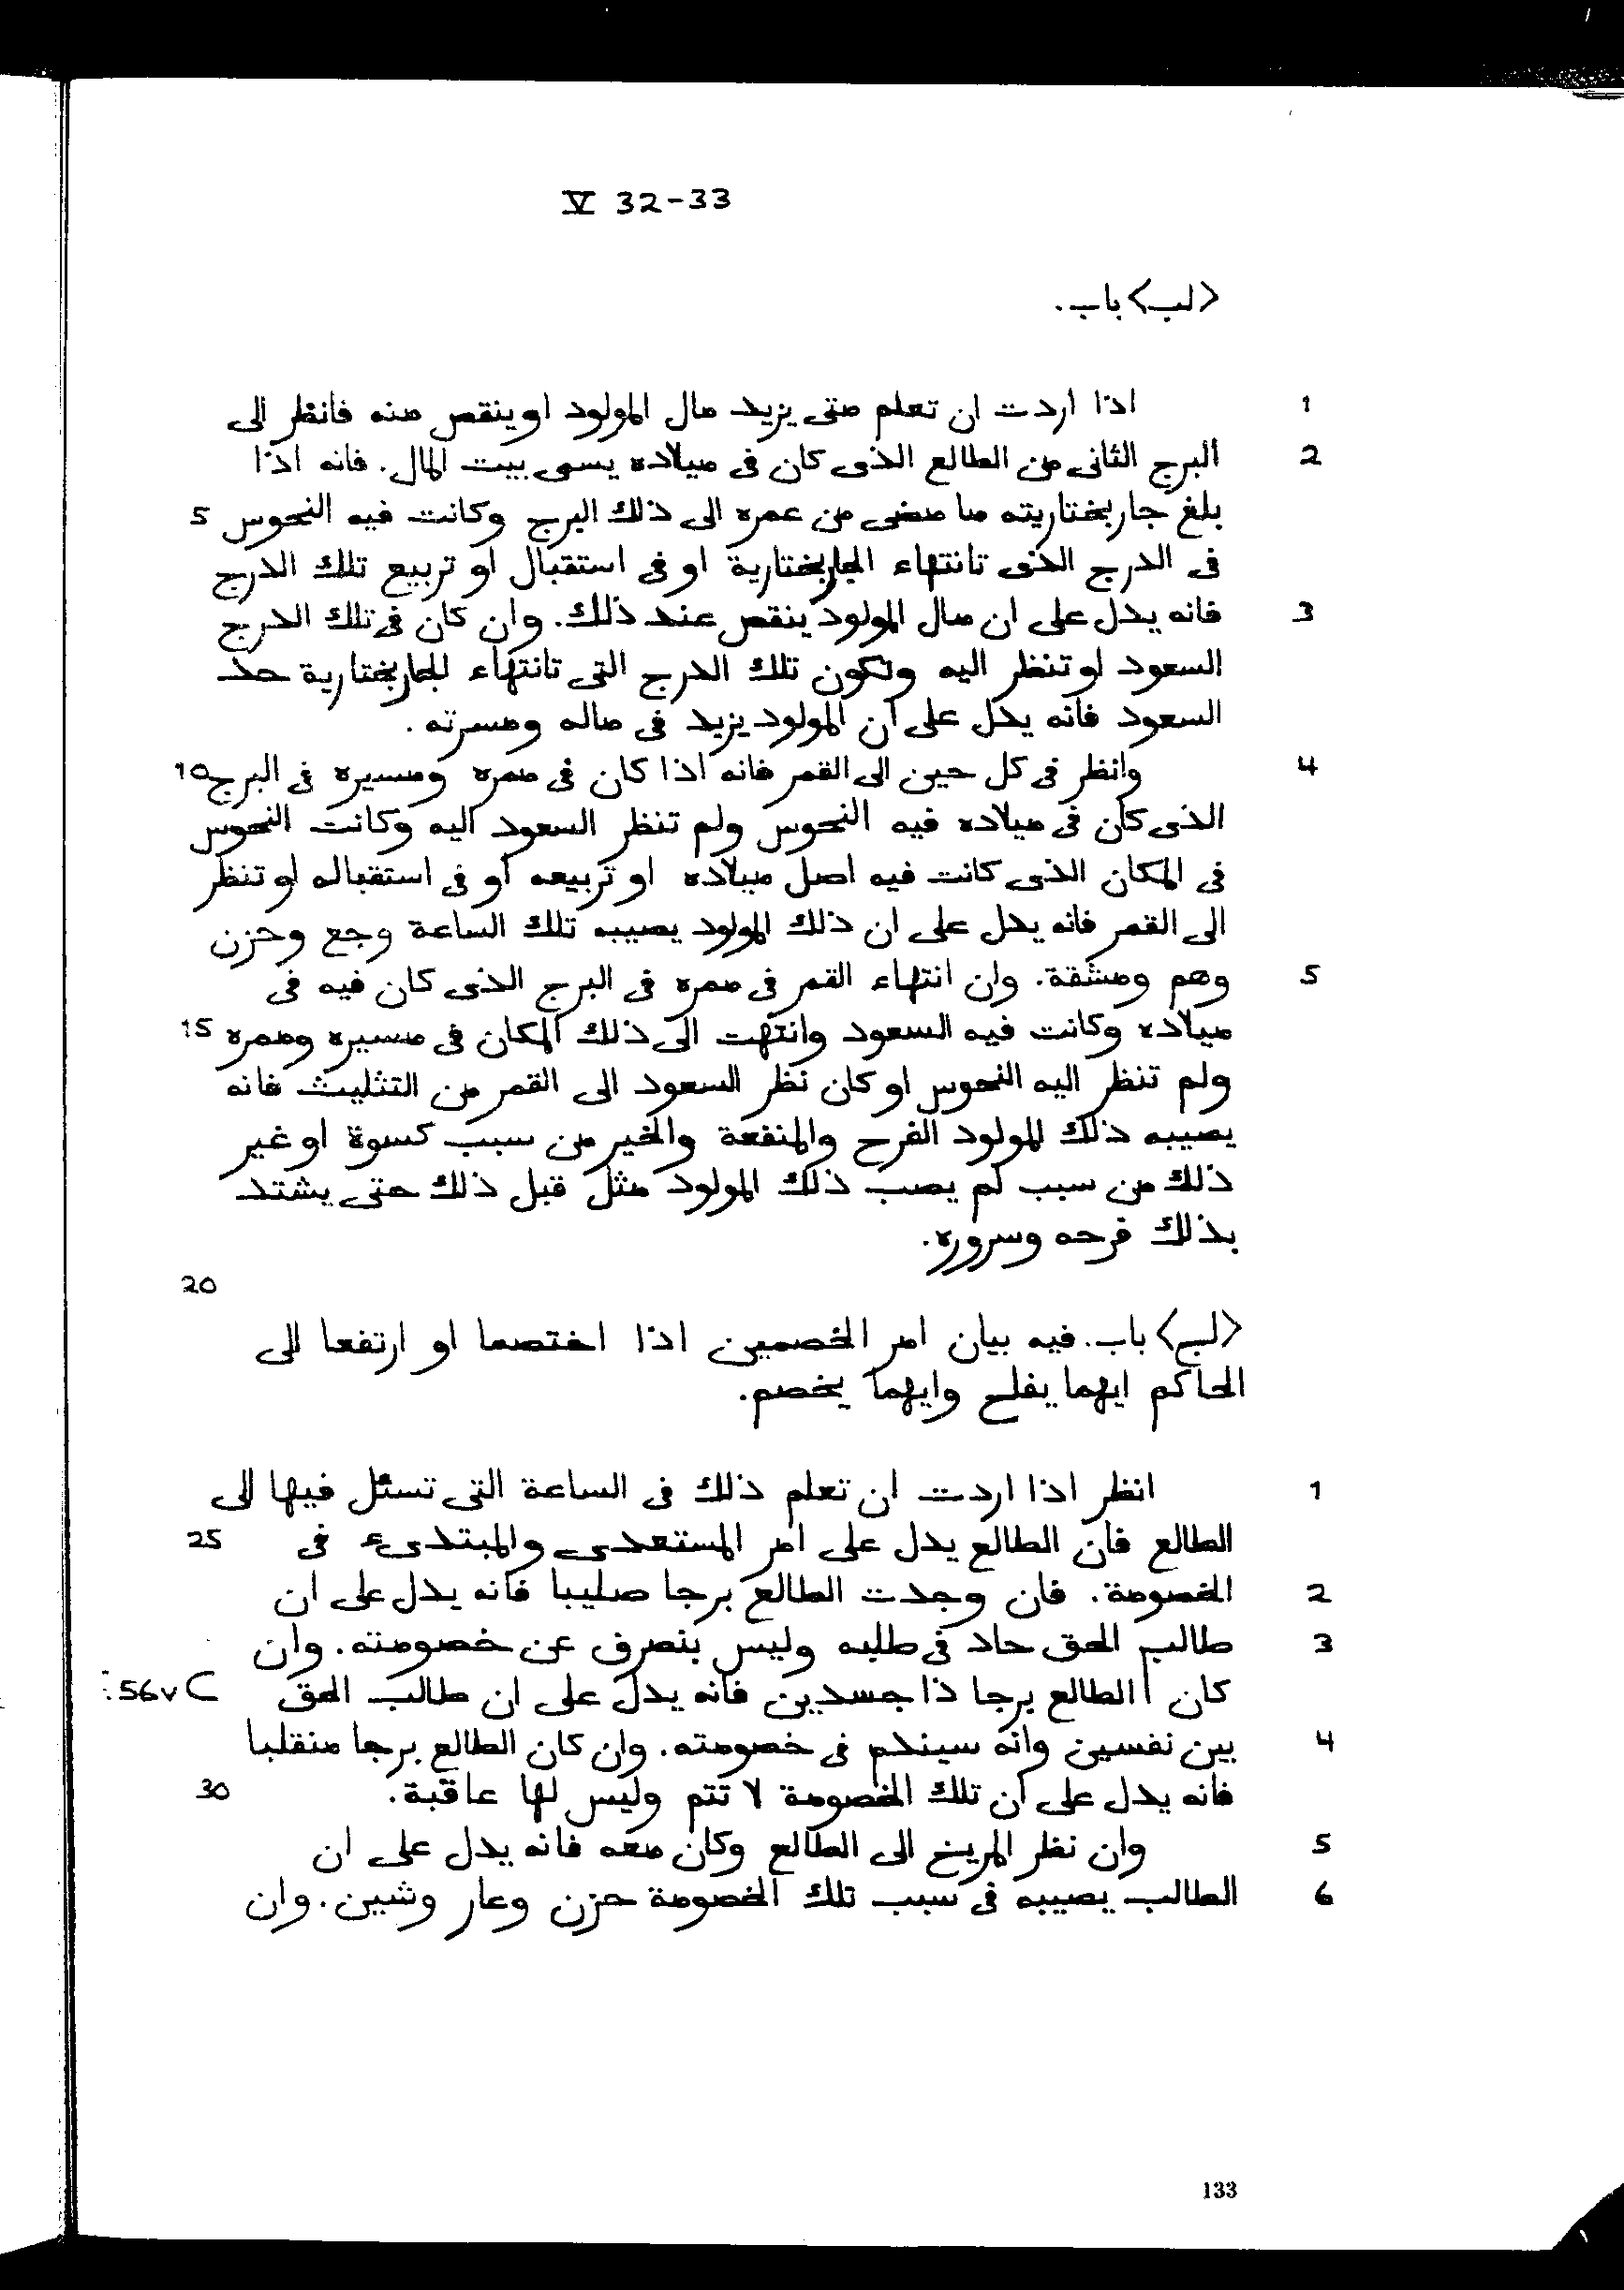 V 32-33
<لب> باب.
1 اذا اردت ان تعلم متى يزيد مال المولود او ينقص منه فانظر الى
2 البرج الثانى من الطالع الذى كان فى ميلاده يسمى بيت المال. فانه اذا
بلغ جاربختاريته ما مضى من عمره الى ذلك البرج وكانت فيه النحوس 5
فى الدرج الذى تانتهاء الجاربختارية او فى استقبال او تربيع تلك الدرج
3 فانه يدل على ان مال المولود ينقص عند ذلك. وان كان فى تلك الدرج
السعود او تنظر اليه وتكون تلك الدرج التى تانتهاء للجاربختارية حد
السعود فانه يدل على ان المولود يزيد فى ماله ومسرته.
4 وانظر فى كل حين الى القمر فانه اذا كان فى ممره ومسيره فى البرج 10
الذى كان فى ميلاده فيه النحوس ولم تنظر السعود اليه وكانت النحوس
فى المكان الذى كانت فيه اصل ميلاده او تربيعه او فى استقباله او تنظر
الى القمر فانه يدل على ان ذلك المولود يصيبه تلك الساعة وجع وحزن
5 وهم ومشقة. وان انتهاء القمر فى ممره فى البرج الذى كان فيه فى
ميلاده وكانت فيه السعود وانتهت الى ذلك المكان فى مسيره وممره 15
ولم تنظر اليه النحوس او كان نظر السعود الى القمر من التثليث فانه
يصيبه ذلك المولود الفرح والمنفعة والخير من سبب كسوة او غير
ذلك من سبب لم يصب ذلك المولود مثل قبل ذلك حتى يشتد
بذلك فرحه وسروره.
20
<لج> باب. فيه بيان امر الخصمين اذا اختصما او ارتفعا الى
الحاكم ايهما يفلح وايهما يخصم.
1 انظر اذا اردت ان تعلم ذلك فى الساعة التى تسئل فيها الى
الطالع فان الطالع يدل على امر المستعدى والمبتدىء فى 25
2 الخصومة. فان وجدت الطالع برجا صليبا فانه يدل على ان
3 طالب الحق حاد فى طلبه وليس بنصرف عن خصومته. وان
كان | الطالع برجا ذا جسدين فانه يدل على ان طالب الحق 56v C
4 بين نفسين وانه سيندم فى خصومته. وان كان الطالع برجا منقلبا
فانه يدل على ان تلك الخصومة لا تتم وليس لها عاقبة. 30
5 وان نظر المريخ الى الطالع وكان معه فانه يدل على ان
6 الطالب يصيبه فى سبب تلك الخصومة حزن وعار وشين. وان
133